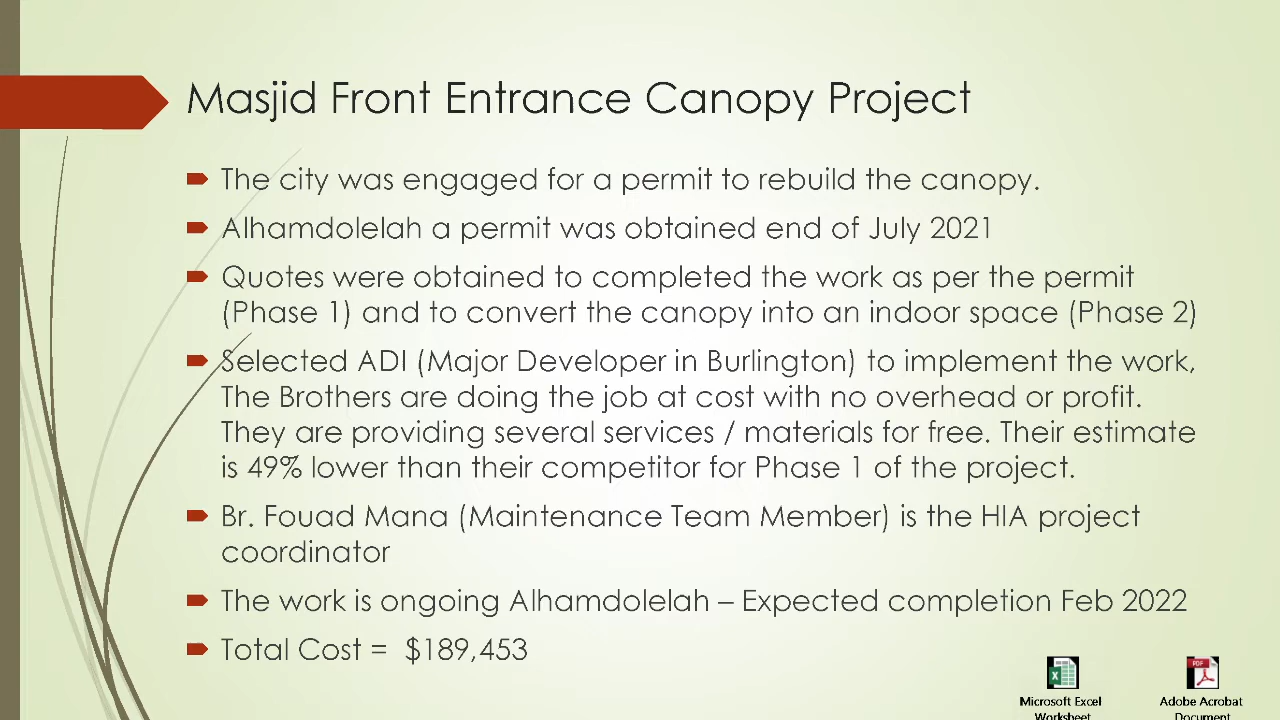 Masjid Front Entrance Canopy Project
The city was engaged for a permit to rebuild the canopy.
Alhamdolelah a permit was obtained end of July 2021
Quotes were obtained to completed the work as per the permit
(Phase 1) and to convert the canopy into an indoor space (Phase 2)
Selected ADI (Major Developer in Burlington) to implement the work,
The Brothers are doing the job at cost with no overhead or profit.
They are providing several services / materials for free. Their estimate
is 49% lower than their competitor for Phase 1 of the project.
Br. Fouad Mana (Maintenance Team Member) is the HIA project
coordinator
The work is ongoing Alhamdolelah – Expected completion Feb 2022
Total Cost = $189,453
PDF
Microsoft Excel
Worksheet
Adobe Acrobat
Document